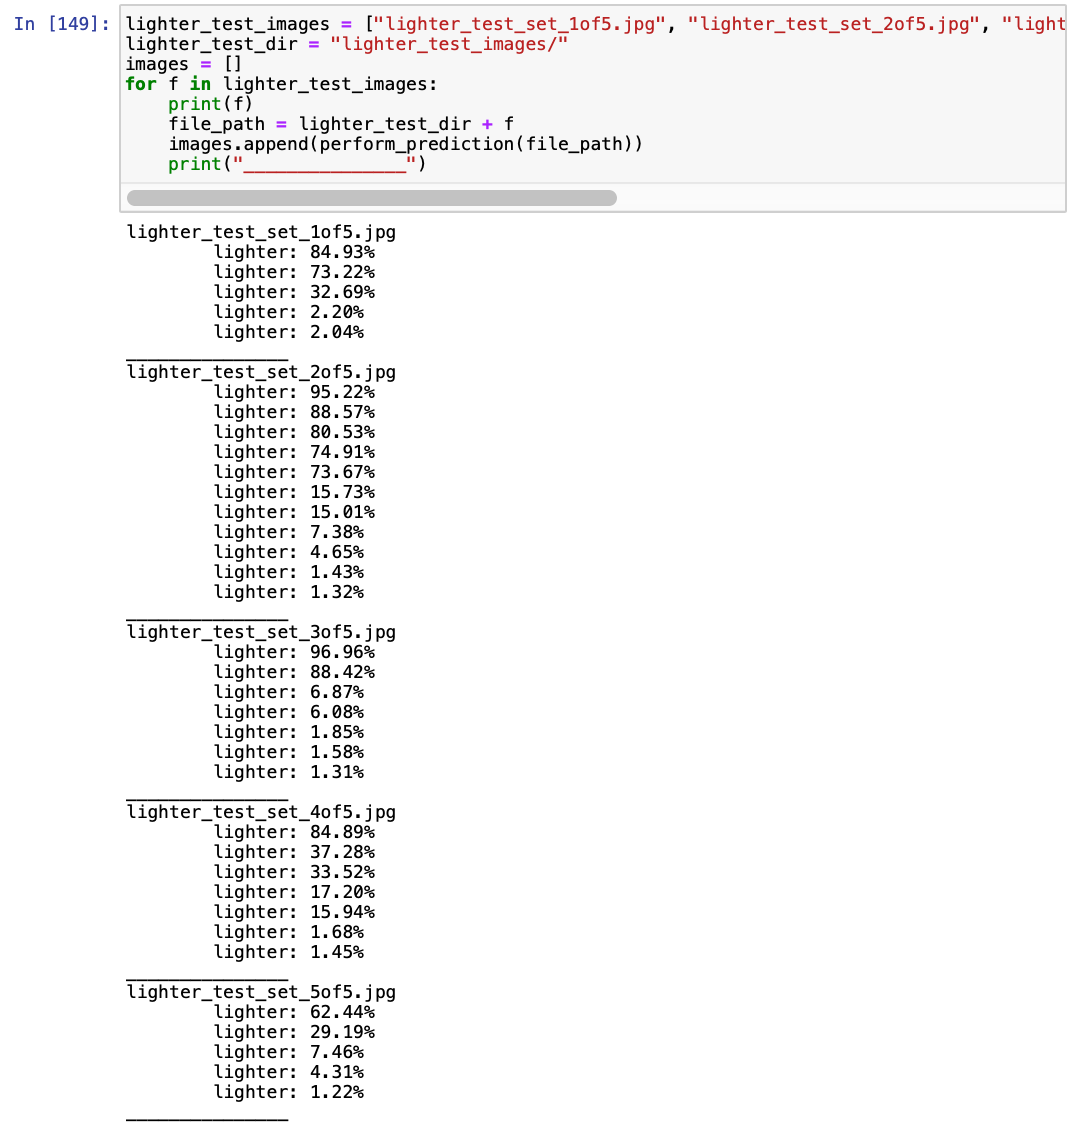 In [149]: lighter_test_images = ["lighter_test_set_1of5.jpg", "lighter_test_set_2of5.jpg", "light
lighter_test_dir = "lighter_test_images/"
images = []
for f in lighter_test_images:
    print(f)
    file_path = lighter_test_dir + f
    images.append(perform_prediction(file_path))
    print("_______________")
lighter_test_set_1of5.jpg
        lighter: 84.93%
        lighter: 73.22%
        lighter: 32.69%
        lighter: 2.20%
        lighter: 2.04%
_______________
lighter_test_set_2of5.jpg
        lighter: 95.22%
        lighter: 88.57%
        lighter: 80.53%
        lighter: 74.91%
        lighter: 73.67%
        lighter: 15.73%
        lighter: 15.01%
        lighter: 7.38%
        lighter: 4.65%
        lighter: 1.43%
        lighter: 1.32%
_______________
lighter_test_set_3of5.jpg
        lighter: 96.96%
        lighter: 88.42%
        lighter: 6.87%
        lighter: 6.08%
        lighter: 1.85%
        lighter: 1.58%
        lighter: 1.31%
_______________
lighter_test_set_4of5.jpg
        lighter: 84.89%
        lighter: 37.28%
        lighter: 33.52%
        lighter: 17.20%
        lighter: 15.94%
        lighter: 1.68%
        lighter: 1.45%
_______________
lighter_test_set_5of5.jpg
        lighter: 62.44%
        lighter: 29.19%
        lighter: 7.46%
        lighter: 4.31%
        lighter: 1.22%
_______________